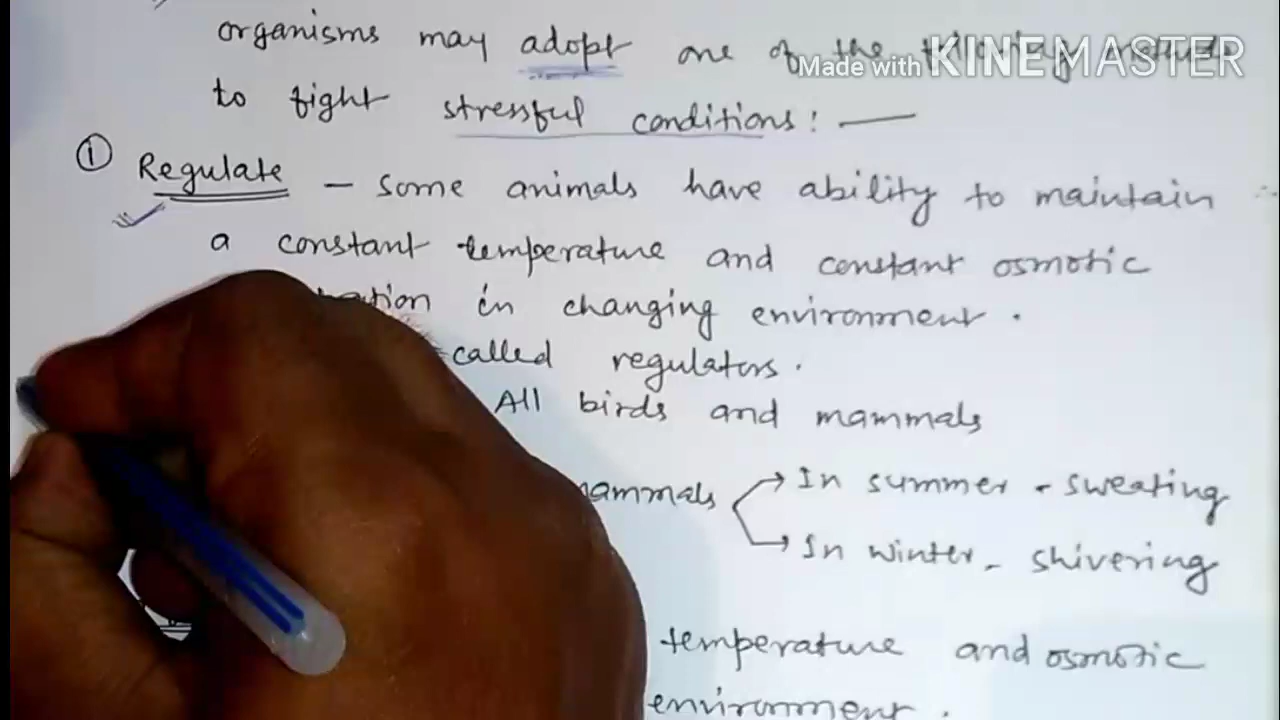 organisms may adopt one of the following methods
Made with KINEMASTER
to fight stressful conditions : —
① Regulate – some animals have ability to maintain
a constant temperature and constant osmotic
in changing environment .
called regulators .
All birds and mammals
mammals → In summer - sweating
→ In winter - shivering
temperature and osmotic
environment .